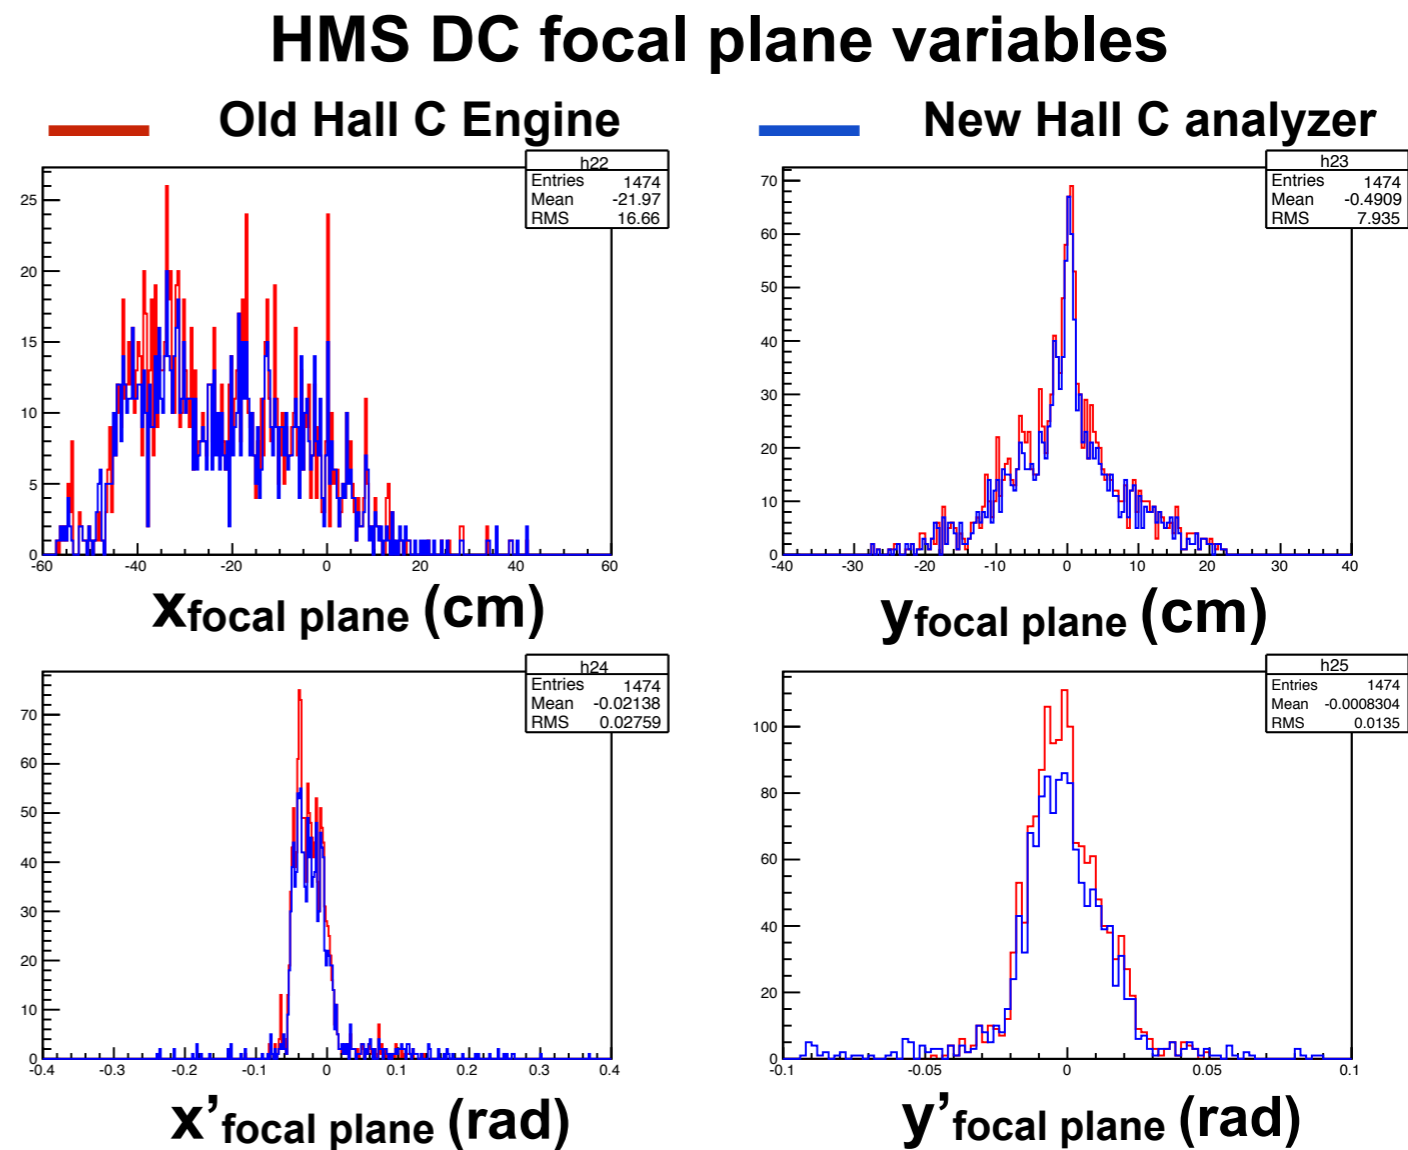 HMS DC focal plane variables
Old Hall C Engine
New Hall C analyzer
h22
Entries 1474
Mean -21.97
RMS 16.66
25
20
15
10
5
0
-60 -40 -20 0 20 40 60
xfocal plane (cm)
h23
Entries 1474
Mean -0.4909
RMS 7.935
70
60
50
40
30
20
10
0
-40 -30 -20 -10 0 10 20 30 40
yfocal plane (cm)
h24
Entries 1474
Mean -0.02138
RMS 0.02759
70
60
50
40
30
20
10
0
-0.4 -0.3 -0.2 -0.1 0 0.1 0.2 0.3 0.4
x’focal plane (rad)
h25
Entries 1474
Mean -0.0008304
RMS 0.0135
100
80
60
40
20
0
-0.1 -0.05 0 0.05 0.1
y’focal plane (rad)